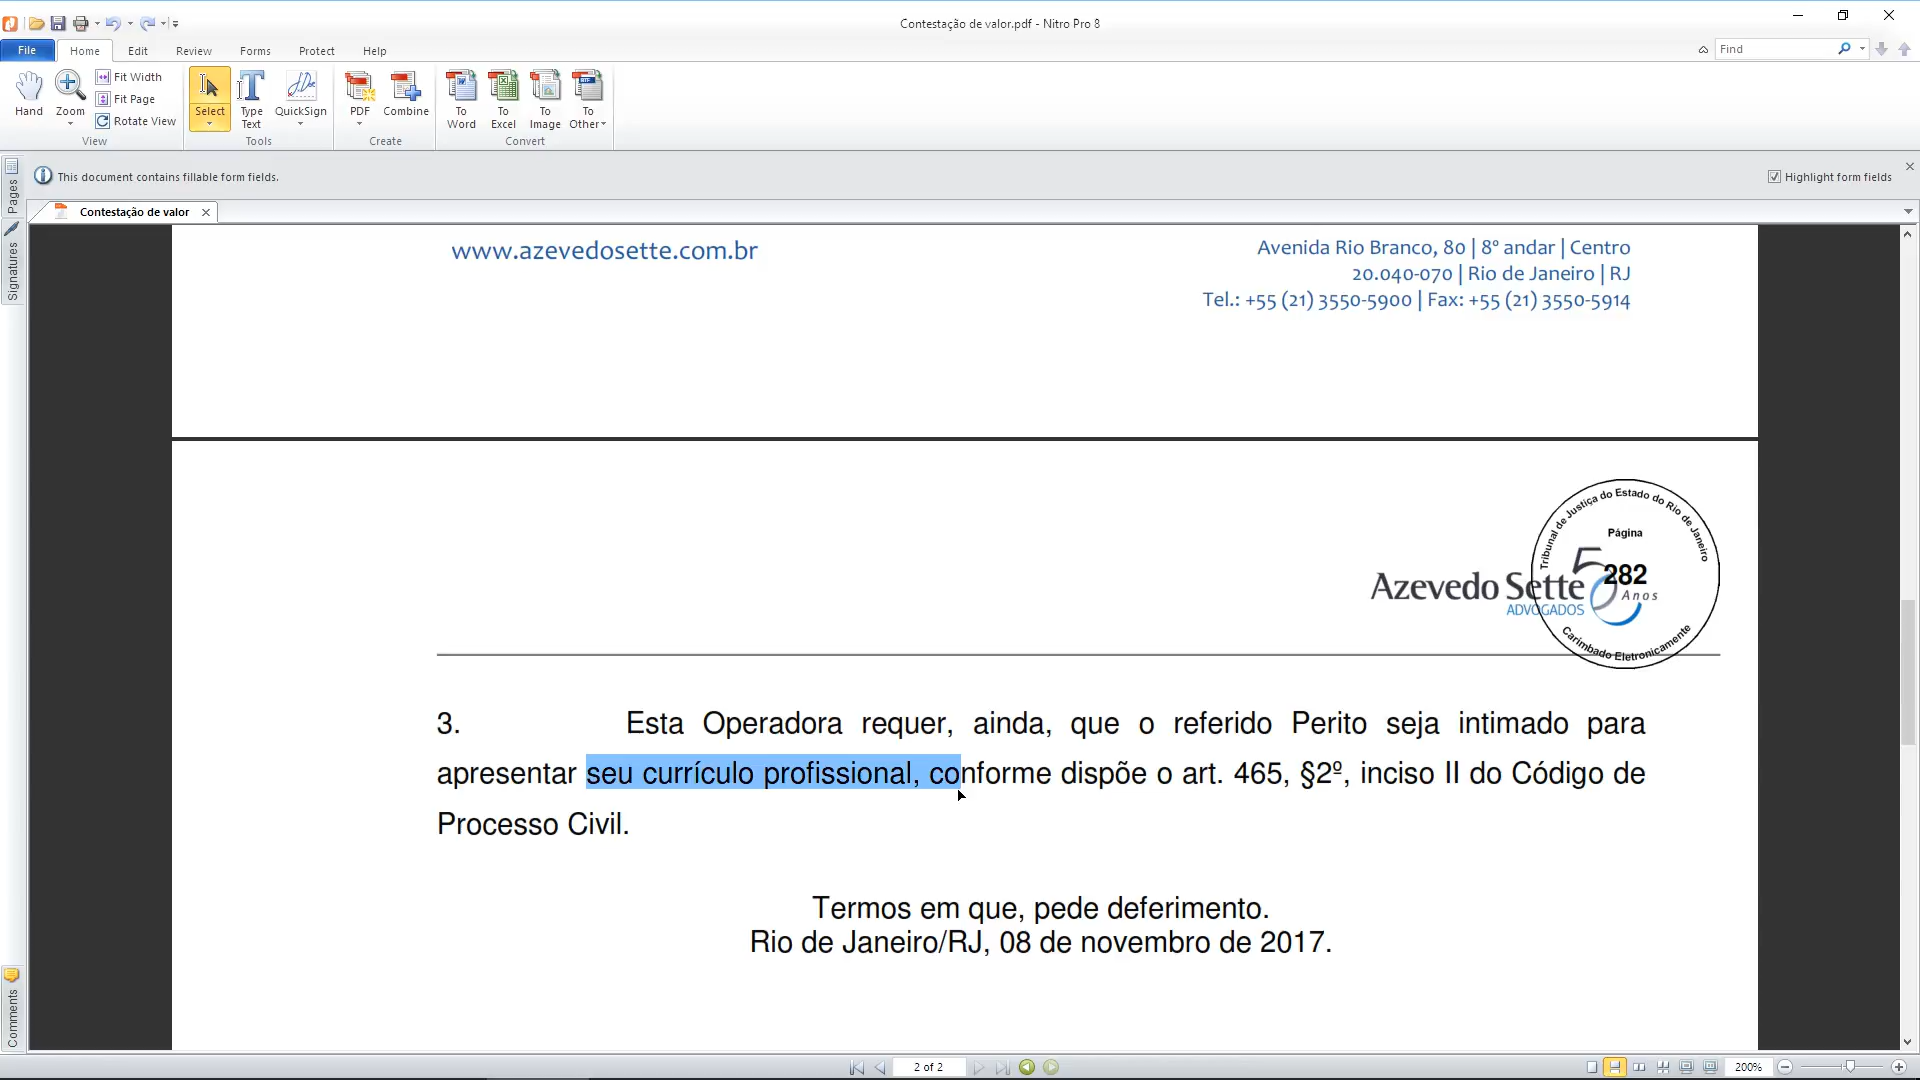 Contestação de valor.pdf - Nitro Pro 8
File Home Edit Review Forms Protect Help
Find
Hand
Zoom
Fit Width
Fit Page
Rotate View
View
Select
Type Text
QuickSign
Tools
PDF
Combine
Create
To Word
To Excel
To Image
To Other
Convert
This document contains fillable form fields.
Highlight form fields
Pages
Signatures
Comments
Contestação de valor
www.azevedosette.com.br
Avenida Rio Branco, 80 | 8º andar | Centro
20.040-070 | Rio de Janeiro | RJ
Tel.: +55 (21) 3550-5900 | Fax: +55 (21) 3550-5914
Tribunal de Justiça do Estado do Rio de Janeiro
Página
282
Carimbado Eletronicamente
Azevedo Sette
ADVOGADOS
50 Anos
3. Esta Operadora requer, ainda, que o referido Perito seja intimado para
apresentar seu currículo profissional, conforme dispõe o art. 465, §2º, inciso II do Código de
Processo Civil.
Termos em que, pede deferimento.
Rio de Janeiro/RJ, 08 de novembro de 2017.
2 of 2
200%